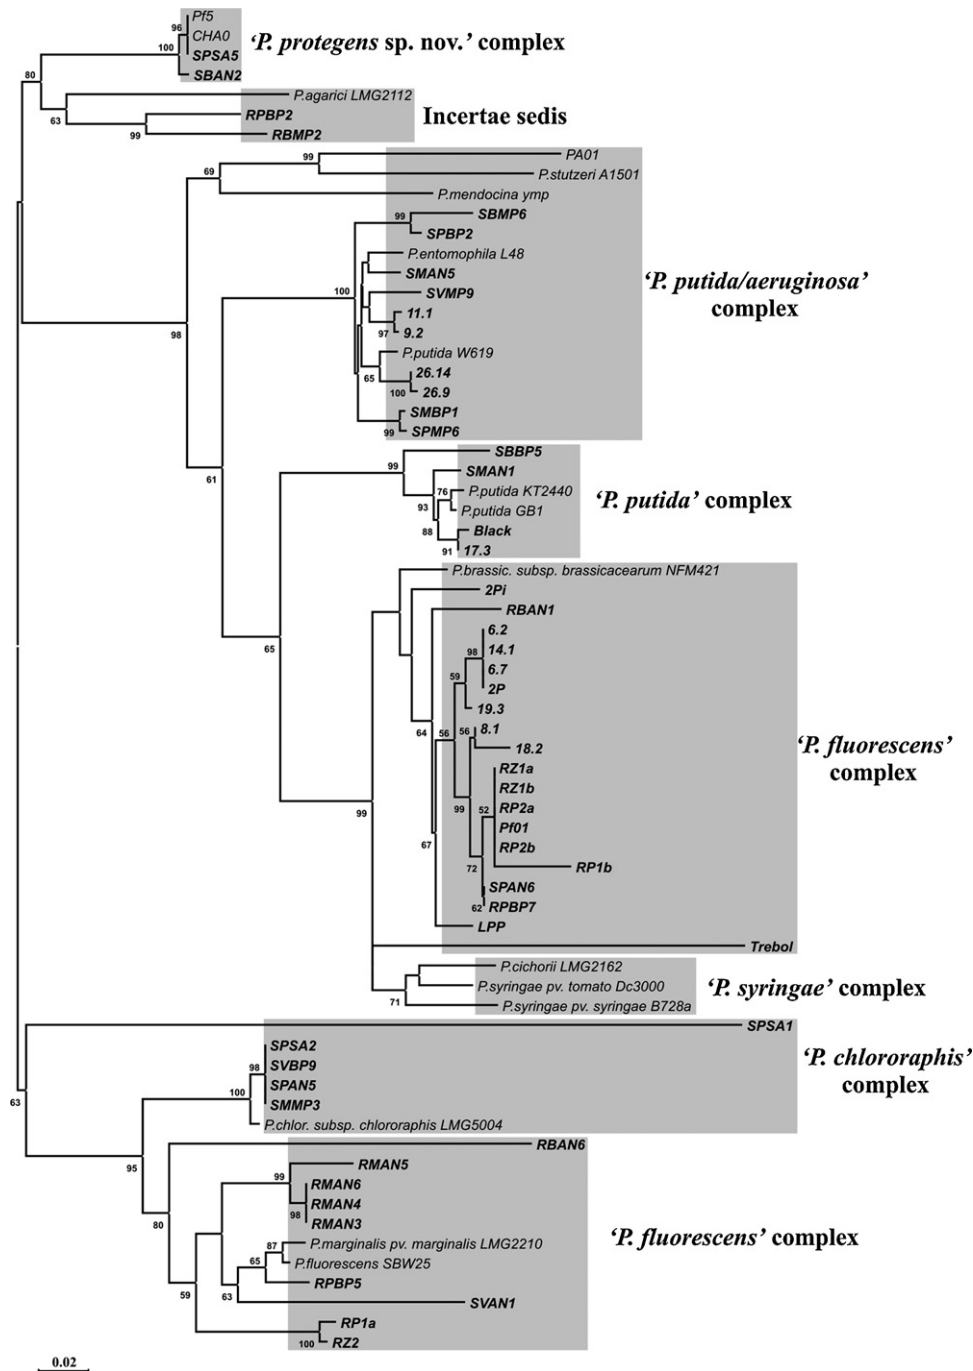 Pf5
96
CHA0
100
SPSA5
'P. protegens sp. nov.' complex
SBAN2
80
P.agarici LMG2112
RPBP2
Incertae sedis
63
99
RBMP2
99
PA01
69
P.stutzeri A1501
P.mendocina ymp
99
SBMP6
SPBP2
P.entomophila L48
SMAN5
'P. putida/aeruginosa'
complex
100
SVMP9
11.1
98
97
9.2
P.putida W619
65
26.14
100
26.9
SMBP1
99
SPMP6
SBBP5
99
SMAN1
61
76
P.putida KT2440
'P. putida' complex
93
P.putida GB1
88
Black
91
17.3
P.brassic. subsp. brassicacearum NFM421
2Pi
RBAN1
6.2
65
98
14.1
59
6.7
2P
19.3
64
56
56
8.1
18.2
'P. fluorescens'
complex
RZ1a
RZ1b
99
99
52
RP2a
Pf01
67
RP2b
72
RP1b
SPAN6
62
RPBP7
LPP
Trebol
P.cichorii LMG2162
P.syringae pv. tomato Dc3000
'P. syringae' complex
71
P.syringae pv. syringae B728a
SPSA1
SPSA2
98
SVBP9
'P. chlororaphis'
complex
100
SPAN5
63
SMMP3
P.chlor. subsp. chlororaphis LMG5004
RBAN6
95
RMAN5
99
RMAN6
RMAN4
98
80
RMAN3
87
P.marginalis pv. marginalis LMG2210
'P. fluorescens' complex
65
P.fluorescens SBW25
RPBP5
59
63
SVAN1
RP1a
100
RZ2
0.02